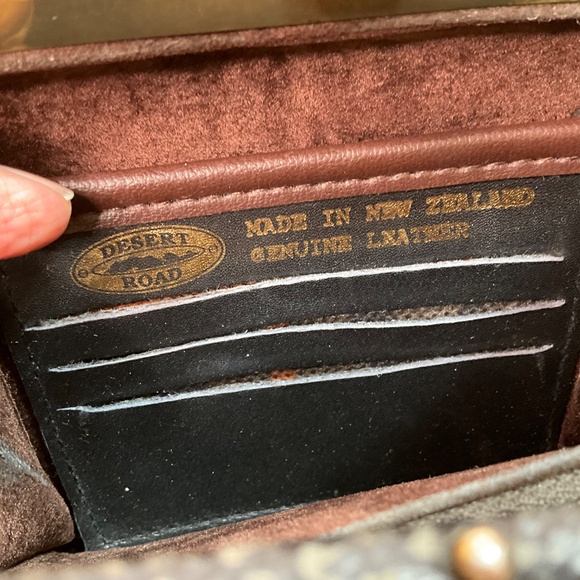 DESERT
ROAD
MADE IN NEW ZEALAND
GENUINE LEATHER